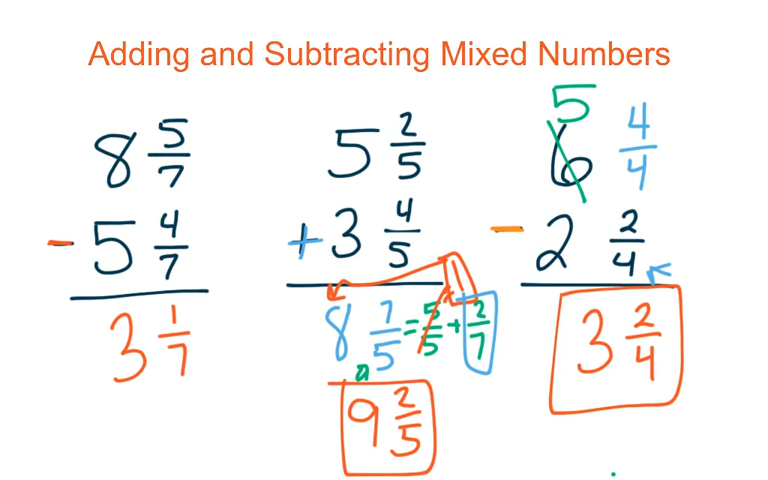 Adding and Subtracting Mixed Numbers
8 5/7
- 5 4/7
3 1/7
5 2/5
+ 3 4/5
8 7/5 = 5/5 + 2/7
1
9 2/5
5
6 4/4
- 2 2/4
3 2/4